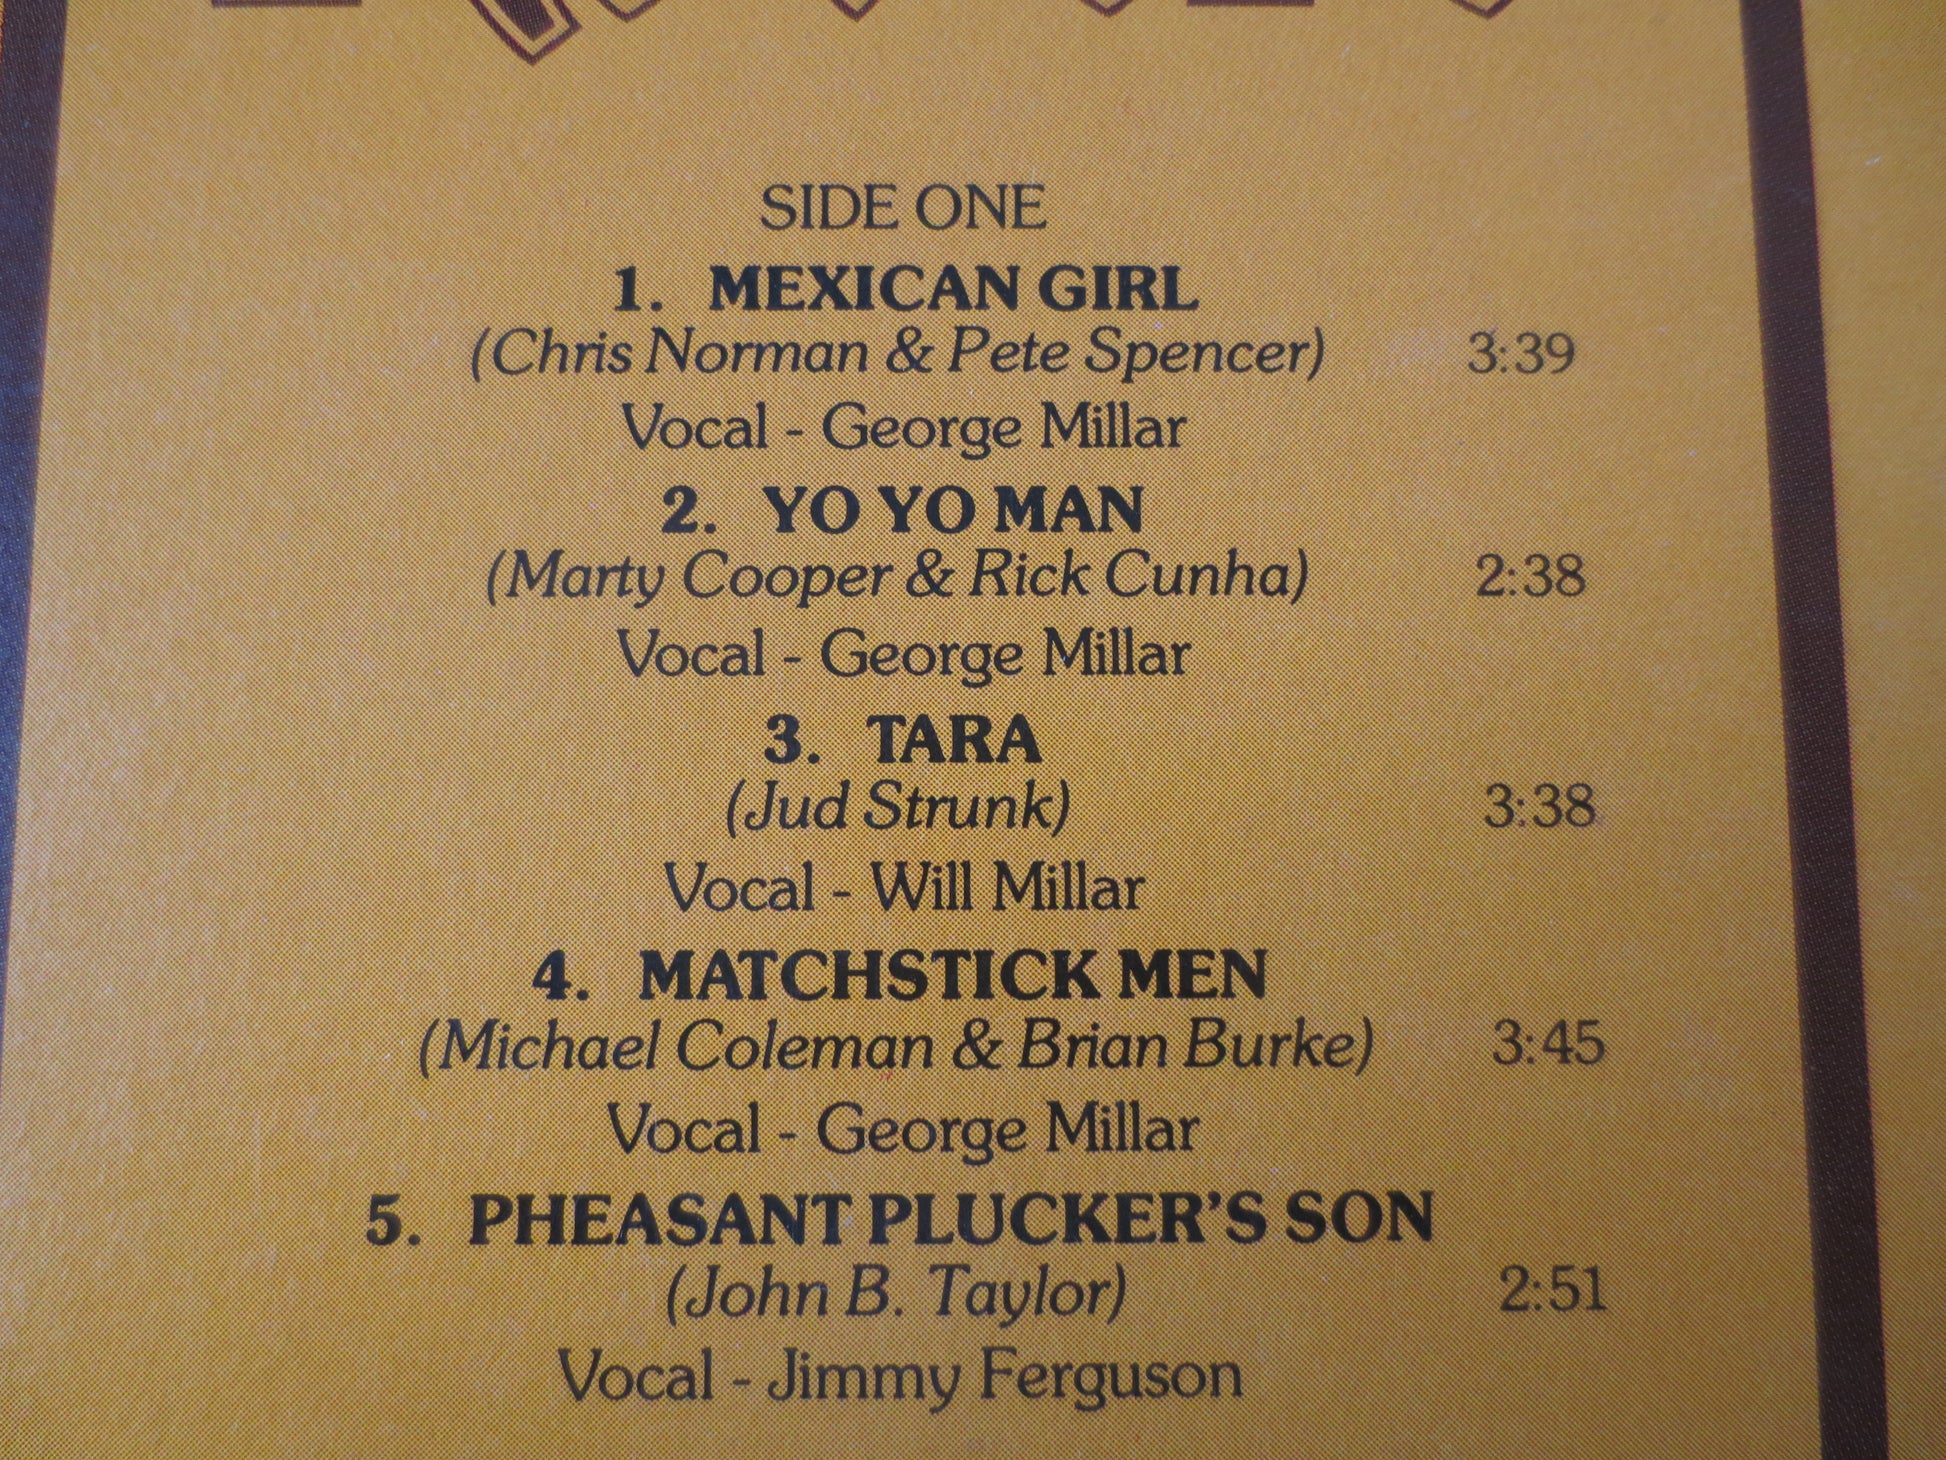 SIDE ONE
1. MEXICAN GIRL
(Chris Norman & Pete Spencer) 3:39
Vocal - George Millar
2. YO YO MAN
(Marty Cooper & Rick Cunha) 2:38
Vocal - George Millar
3. TARA
(Jud Strunk) 3:38
Vocal - Will Millar
4. MATCHSTICK MEN
(Michael Coleman & Brian Burke) 3:45
Vocal - George Millar
5. PHEASANT PLUCKER'S SON
(John B. Taylor) 2:51
Vocal - Jimmy Ferguson